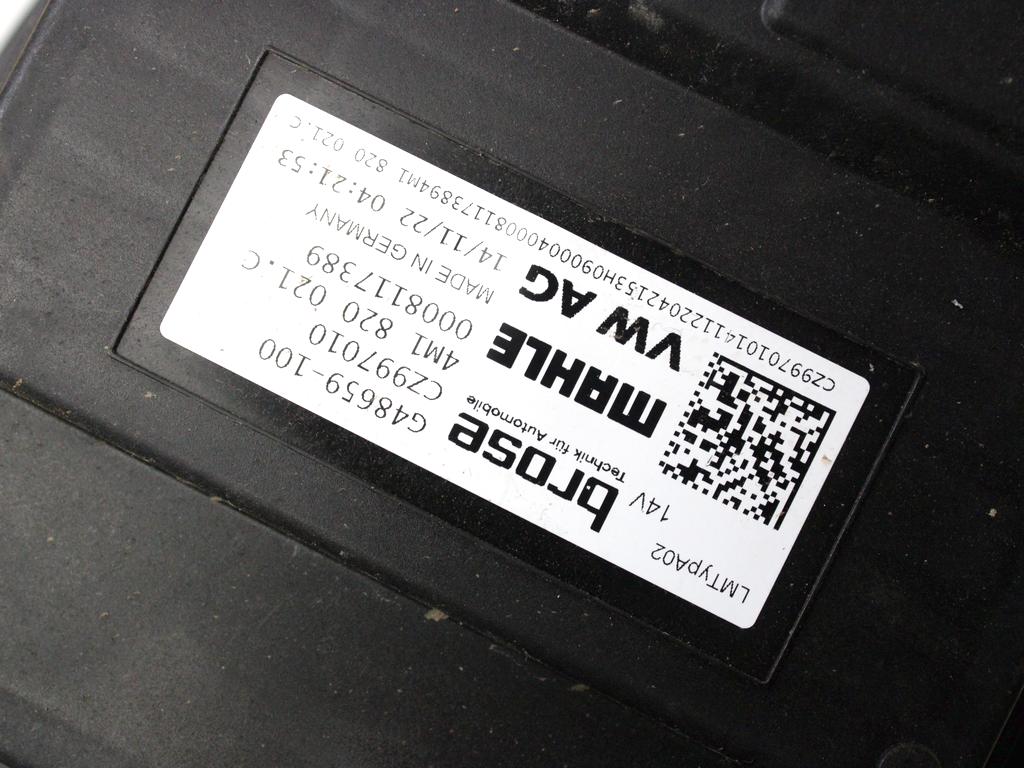 LMTypA02
14V
brose
Technik für Automobile
G48659-100
CZ997010
4M1 820 021.C
0008117389
MAHLE
MADE IN GERMANY
VW AG
14/11/22 04:21:53
CZ9970101411122042153H090000400081173894M1 820 021.C